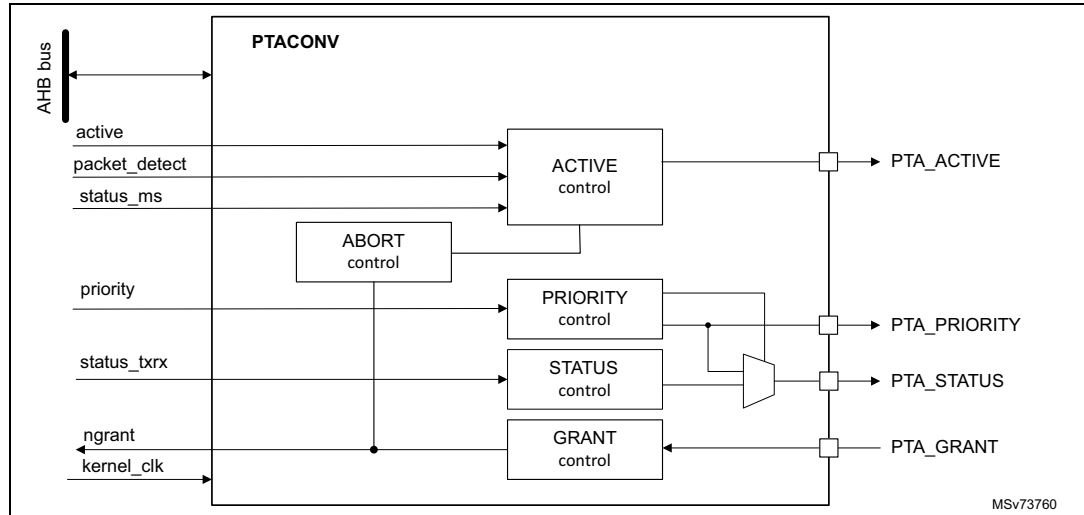 PTACONV
AHB bus
active
packet_detect
status_ms
ACTIVE
control
PTA_ACTIVE
ABORT
control
priority
PRIORITY
control
PTA_PRIORITY
status_txrx
STATUS
control
PTA_STATUS
ngrant
GRANT
control
PTA_GRANT
kernel_clk
MSv73760